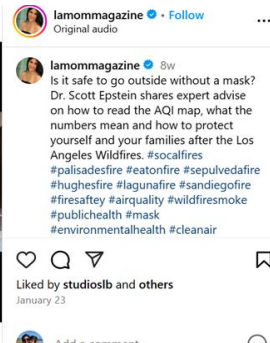 lamommagazine • Follow
Original audio
lamommagazine 8w
Is it safe to go outside without a mask?
Dr. Scott Epstein shares expert advise
on how to read the AQI map, what the
numbers mean and how to protect
yourself and your families after the Los
Angeles Wildfires. #socalfires
#palisadesfire #eatonfire #sepulvedafire
#hughesfire #lagunafire #sandiegofire
#firesaftey #airquality #wildfiresmoke
#publichealth #mask
#environmentalhealth #cleanair
Liked by studioslb and others
January 23
Add a comment